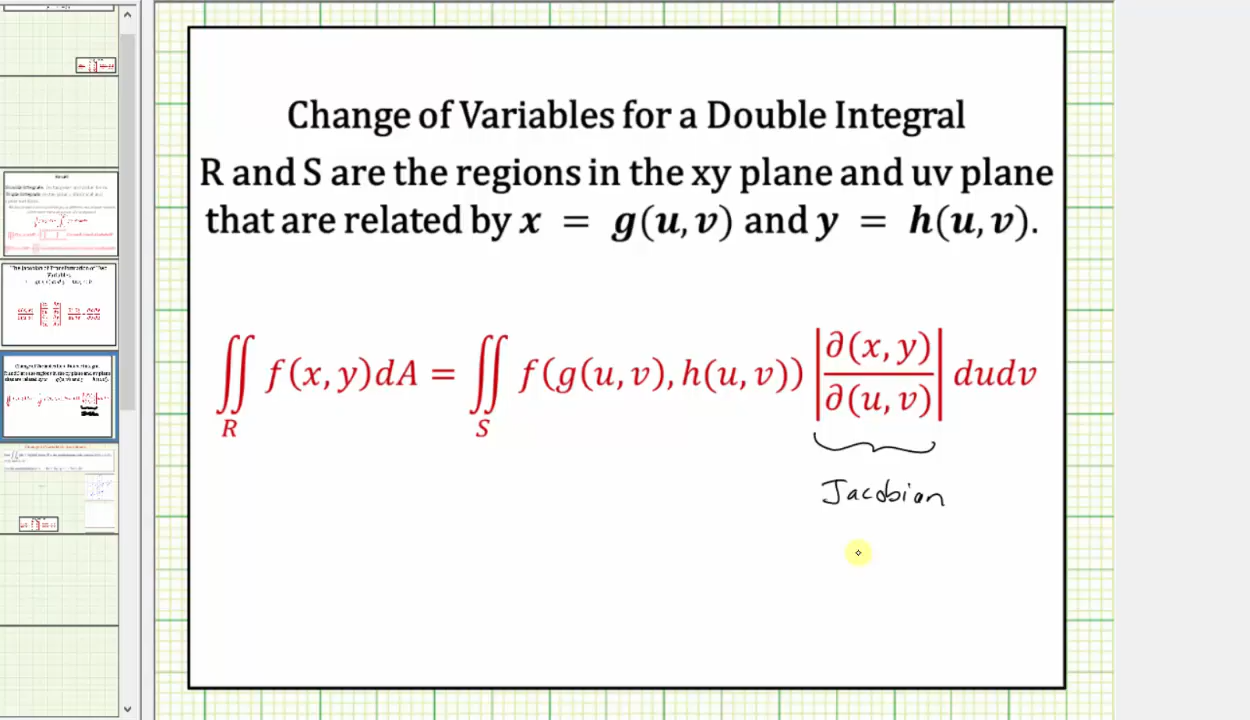 Change of Variables for a Double Integral
R and S are the regions in the xy plane and uv plane
that are related by x = g(u, v) and y = h(u, v).
∬_R f(x, y)dA = ∬_S f(g(u, v), h(u, v)) |∂(x, y)/∂(u, v)| dudv
Jacobian